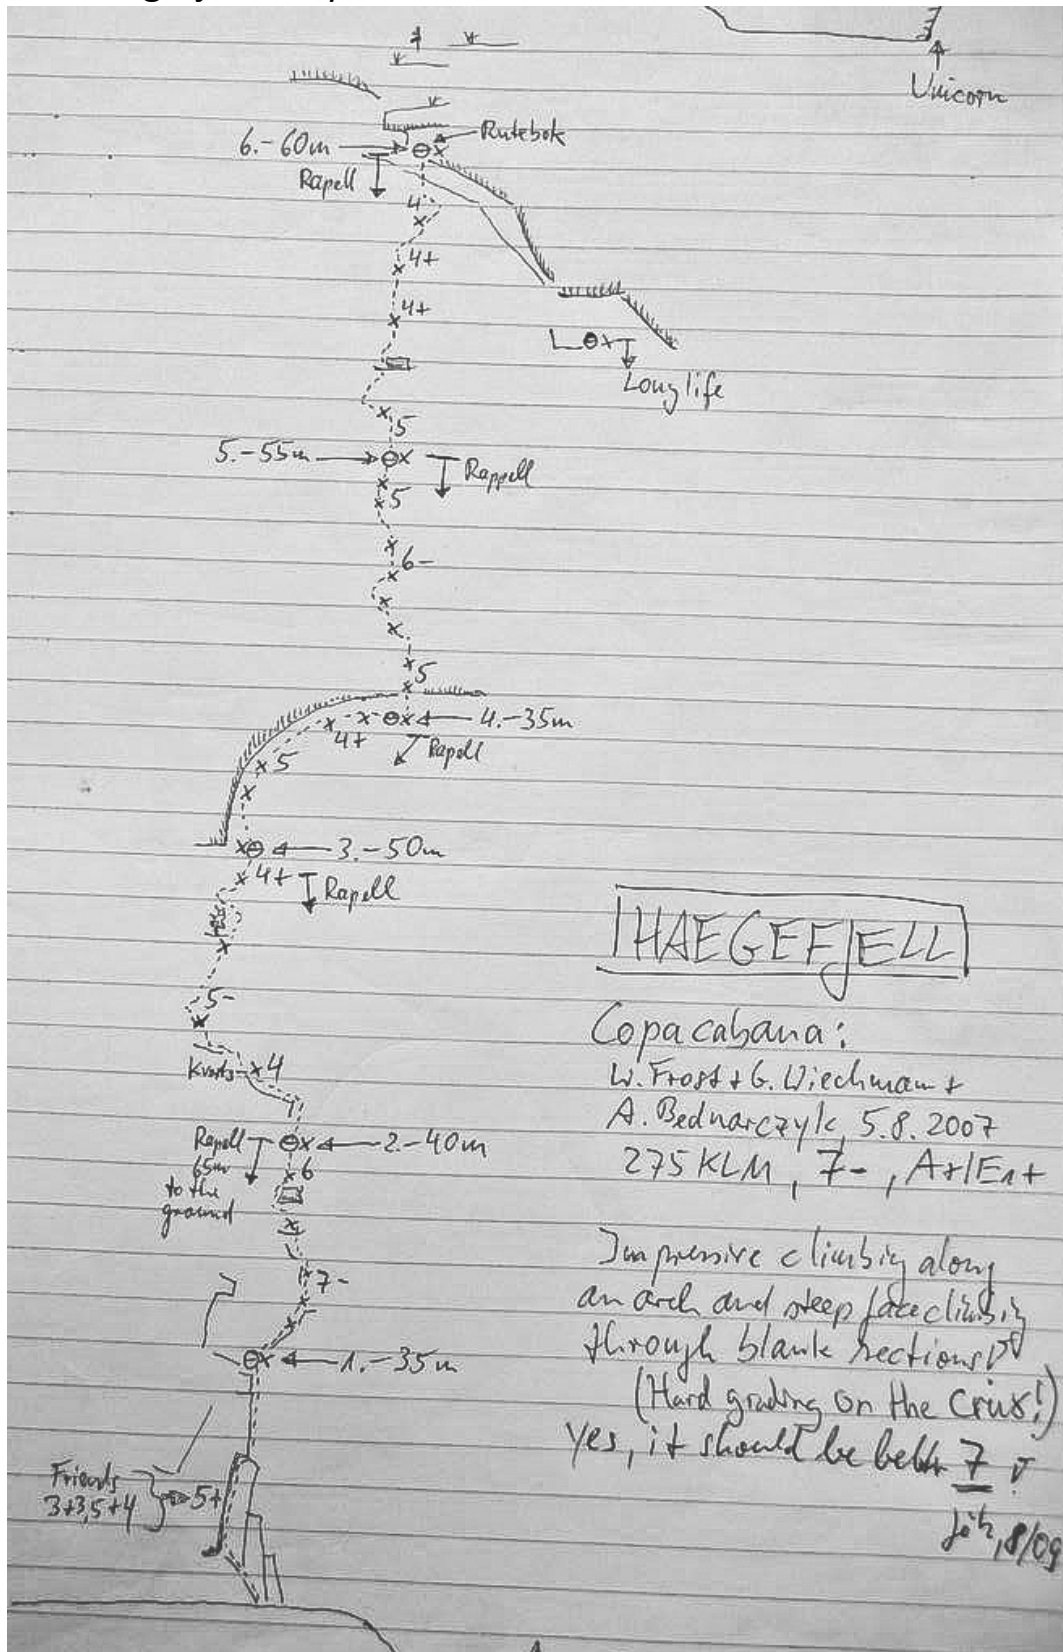 Unicorn
Rutebok
6.-60m
Rapell
4
4+
4+
Long life
5
5.-55m
Rappell
5
6-
5
4.-35m
4+
Rapell
5
3.-50m
4+
Rapell
5-
Kvarts
4
Rapell
65m
to the
ground
2.-40m
6
7-
1.-35m
Friends
3+3,5+4
5+
HAEGEFJELL
Copacabana:
W. Frost + G. Wiechmann +
A. Bednarczyk, 5.8.2007
275 KLM, 7-, A+/E1+
Impressive climbig along
an arch and steep face climbig
through blank sections
(Hard grading on the crux!)
Yes, it should be 7
8/09